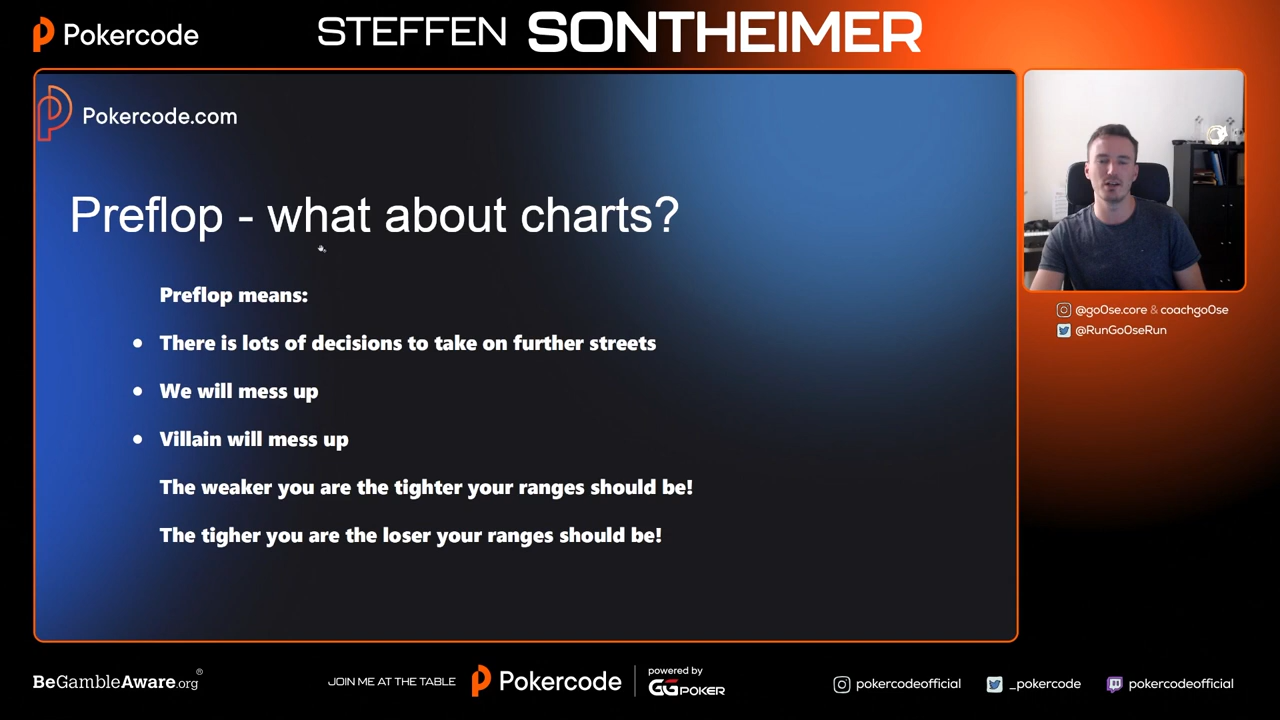 Pokercode
STEFFEN SONTHEIMER
Pokercode.com
Preflop - what about charts?
Preflop means:
● There is lots of decisions to take on further streets
● We will mess up
● Villain will mess up
The weaker you are the tighter your ranges should be!
The tigher you are the loser your ranges should be!
@go0se.core & coachgo0se
@RunGo0seRun
BeGambleAware.org®
JOIN ME AT THE TABLE
Pokercode
powered by
GGPOKER
pokercodeofficial
_pokercode
pokercodeofficial